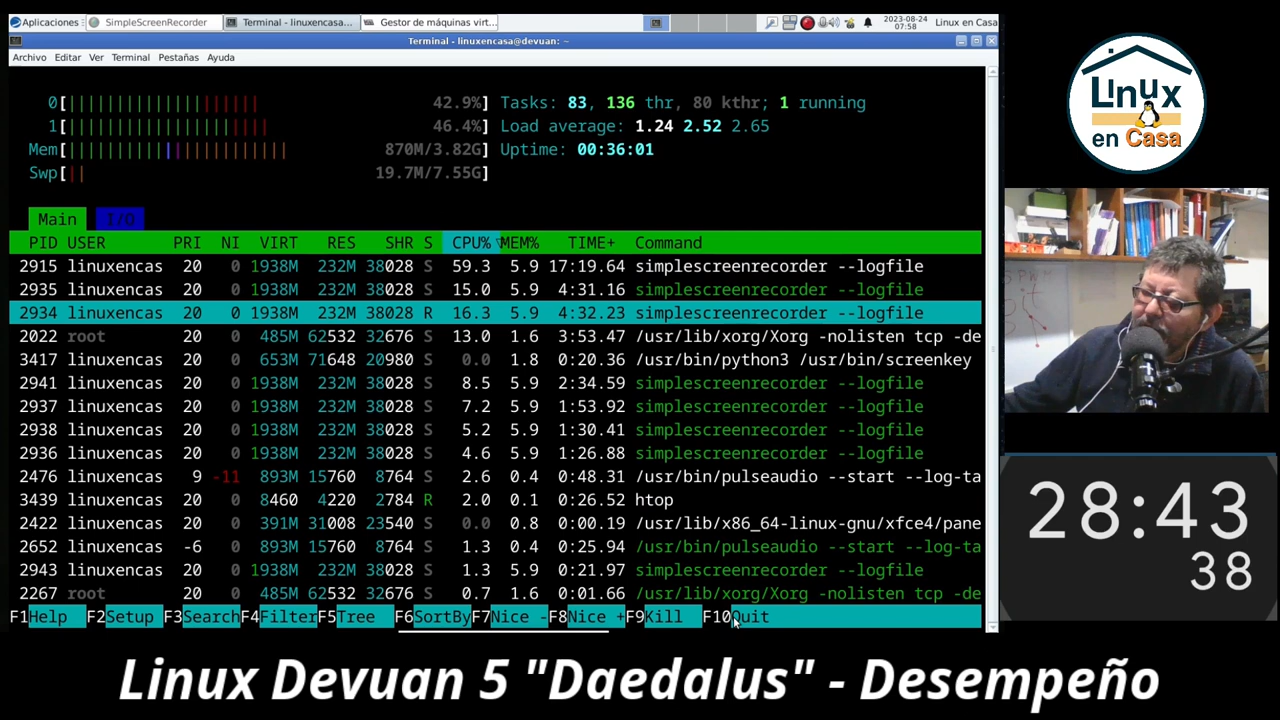 Aplicaciones SimpleScreenRecorder Terminal - linuxencasa... Gestor de máquinas virt... 2023-08-24 07:58 Linux en Casa
Terminal - linuxencasa@devuan: ~
Archivo Editar Ver Terminal Pestañas Ayuda
0[ 42.9%] Tasks: 83, 136 thr, 80 kthr; 1 running
1[ 46.4%] Load average: 1.24 2.52 2.65
Mem[ 870M/3.82G] Uptime: 00:36:01
Swp[ 19.7M/7.55G]
Main I/O
PID USER PRI NI VIRT RES SHR S CPU%▽MEM% TIME+ Command
2915 linuxencas 20 0 1938M 232M 38028 S 59.3 5.9 17:19.64 simplescreenrecorder --logfile
2935 linuxencas 20 0 1938M 232M 38028 S 15.0 5.9 4:31.16 simplescreenrecorder --logfile
2934 linuxencas 20 0 1938M 232M 38028 R 16.3 5.9 4:32.23 simplescreenrecorder --logfile
2022 root 20 0 485M 62532 32676 S 13.0 1.6 3:53.47 /usr/lib/xorg/Xorg -nolisten tcp -de
3417 linuxencas 20 0 653M 71648 20980 S 0.0 1.8 0:20.36 /usr/bin/python3 /usr/bin/screenkey
2941 linuxencas 20 0 1938M 232M 38028 S 8.5 5.9 2:34.59 simplescreenrecorder --logfile
2937 linuxencas 20 0 1938M 232M 38028 S 7.2 5.9 1:53.92 simplescreenrecorder --logfile
2938 linuxencas 20 0 1938M 232M 38028 S 5.2 5.9 1:30.41 simplescreenrecorder --logfile
2936 linuxencas 20 0 1938M 232M 38028 S 4.6 5.9 1:26.88 simplescreenrecorder --logfile
2476 linuxencas 9 -11 893M 15760 8764 S 2.6 0.4 0:48.31 /usr/bin/pulseaudio --start --log-ta
3439 linuxencas 20 0 8460 4220 2784 R 2.0 0.1 0:26.52 htop
2422 linuxencas 20 0 391M 31008 23540 S 0.0 0.8 0:00.19 /usr/lib/x86_64-linux-gnu/xfce4/pane
2652 linuxencas -6 0 893M 15760 8764 S 1.3 0.4 0:25.94 /usr/bin/pulseaudio --start --log-ta
2943 linuxencas 20 0 1938M 232M 38028 S 1.3 5.9 0:21.97 simplescreenrecorder --logfile
2267 root 20 0 485M 62532 32676 S 0.7 1.6 0:01.66 /usr/lib/xorg/Xorg -nolisten tcp -de
F1Help F2Setup F3SearchF4FilterF5Tree F6SortByF7Nice -F8Nice +F9Kill F10Quit
Linux
en Casa
28:43
38
Linux Devuan 5 "Daedalus" - Desempeño